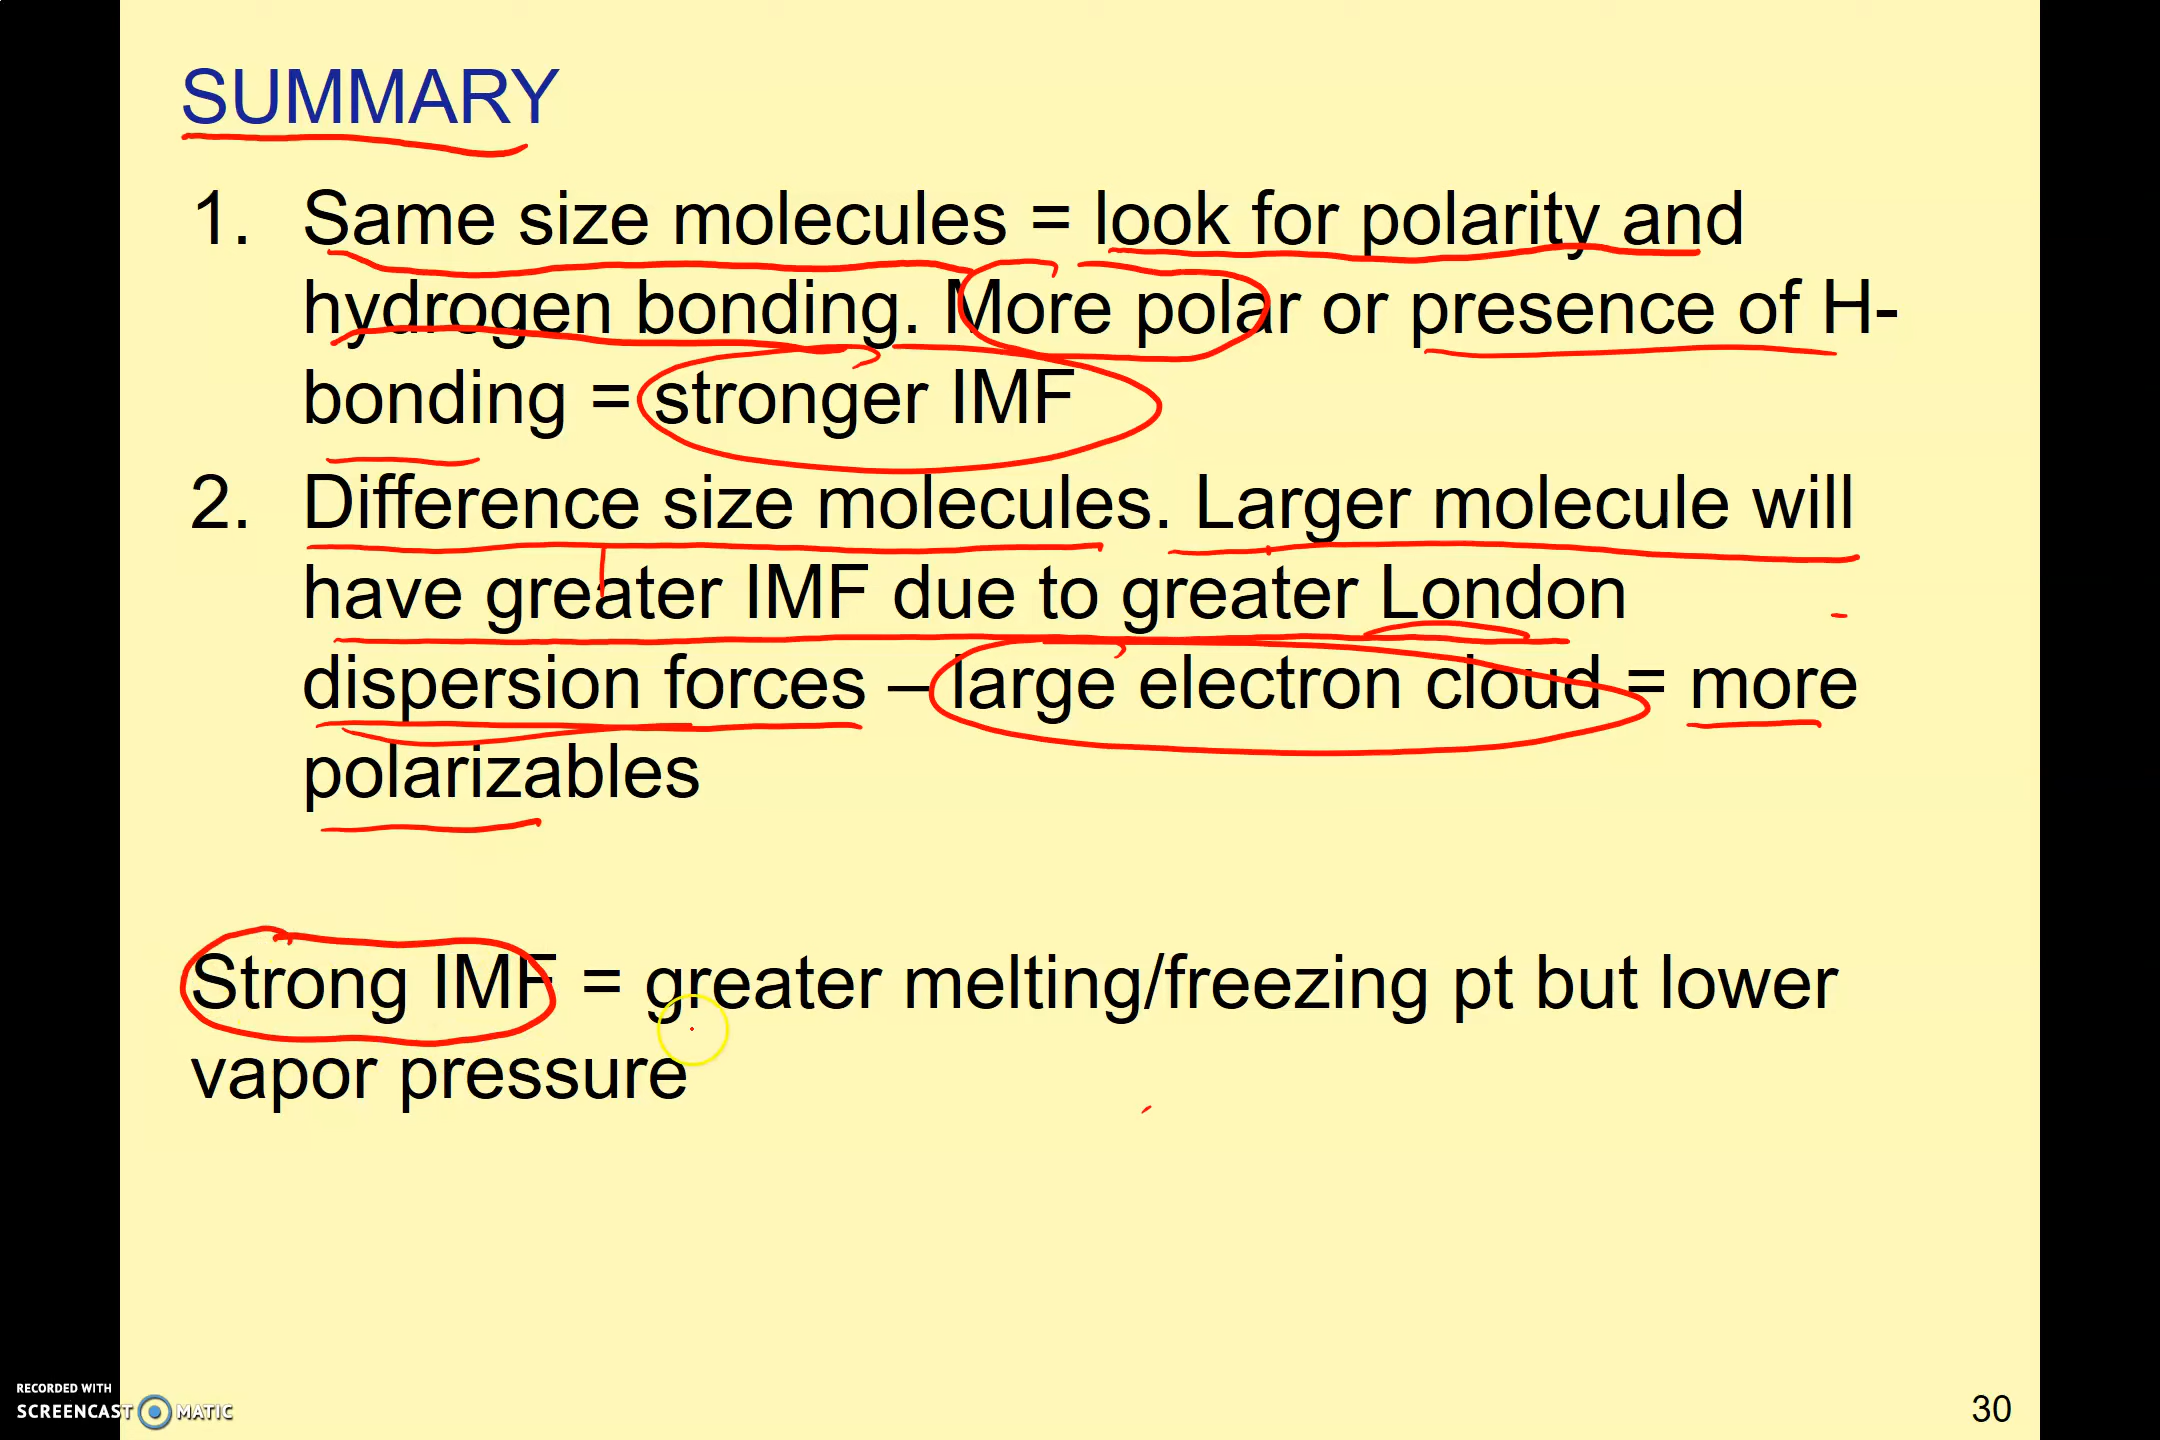 SUMMARY
1. Same size molecules = look for polarity and
hydrogen bonding. More polar or presence of H-
bonding = stronger IMF
2. Difference size molecules. Larger molecule will
have greater IMF due to greater London
dispersion forces – large electron cloud = more
polarizables
Strong IMF = greater melting/freezing pt but lower
vapor pressure
RECORDED WITH
SCREENCAST MATIC
30